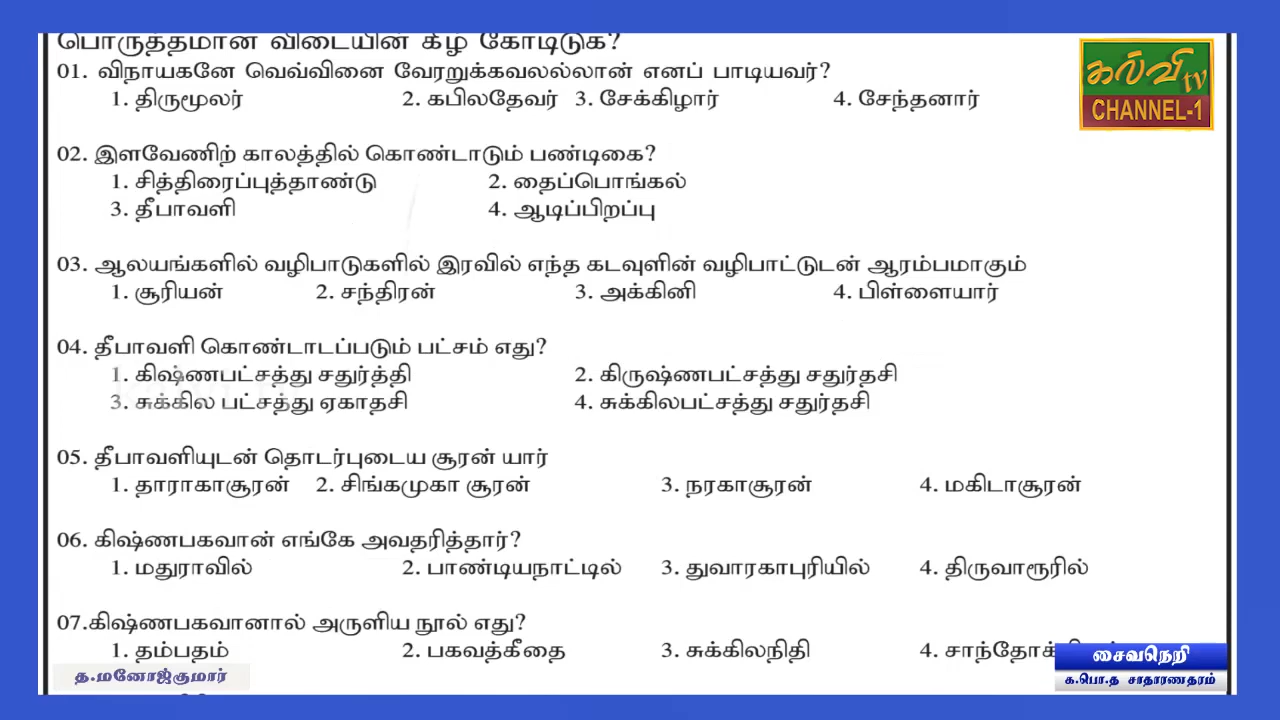 பொருத்தமான விடையின் கீழ் கோடிடுக?
01. விநாயகனே வெவ்வினை வேரறுக்கவலல்லான் எனப் பாடியவர்?
1. திருமூலர் 2. கபிலதேவர் 3. சேக்கிழார் 4. சேந்தனார்
02. இளவேணிற் காலத்தில் கொண்டாடும் பண்டிகை?
1. சித்திரைப்புத்தாண்டு 2. தைப்பொங்கல்
3. தீபாவளி 4. ஆடிப்பிறப்பு
03. ஆலயங்களில் வழிபாடுகளில் இரவில் எந்த கடவுளின் வழிபாட்டுடன் ஆரம்பமாகும்
1. சூரியன் 2. சந்திரன் 3. அக்கினி 4. பிள்ளையார்
04. தீபாவளி கொண்டாடப்படும் பட்சம் எது?
1. கிஷ்ணபட்சத்து சதுர்த்தி 2. கிருஷ்ணபட்சத்து சதுர்தசி
3. சுக்கில பட்சத்து ஏகாதசி 4. சுக்கிலபட்சத்து சதுர்தசி
05. தீபாவளியுடன் தொடர்புடைய சூரன் யார்
1. தாராகாசூரன் 2. சிங்கமுகா சூரன் 3. நரகாசூரன் 4. மகிடாசூரன்
06. கிஷ்ணபகவான் எங்கே அவதரித்தார்?
1. மதுராவில் 2. பாண்டியநாட்டில் 3. துவாரகாபுரியில் 4. திருவாரூரில்
07.கிஷ்ணபகவானால் அருளிய நூல் எது?
1. தம்பதம் 2. பகவத்கீதை 3. சுக்கிலநிதி 4.
த.மனோஜ்குமார்
கல்வி tv
CHANNEL-1
சைவநெறி
க.பொ.த சாதாரணதரம்